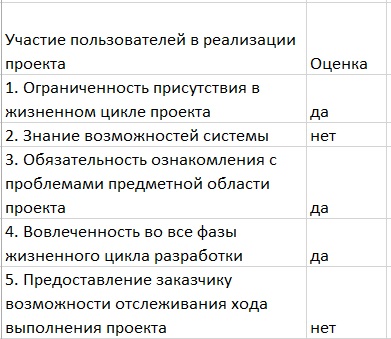 Участие пользователей в реализации
проекта Оценка
1. Ограниченность присутствия в
жизненном цикле проекта да
2. Знание возможностей системы нет
3. Обязательность ознакомления с
проблемами предметной области
проекта да
4. Вовлеченность во все фазы
жизненного цикла разработки да
5. Предоставление заказчику
возможности отслеживания хода
выполнения проекта нет